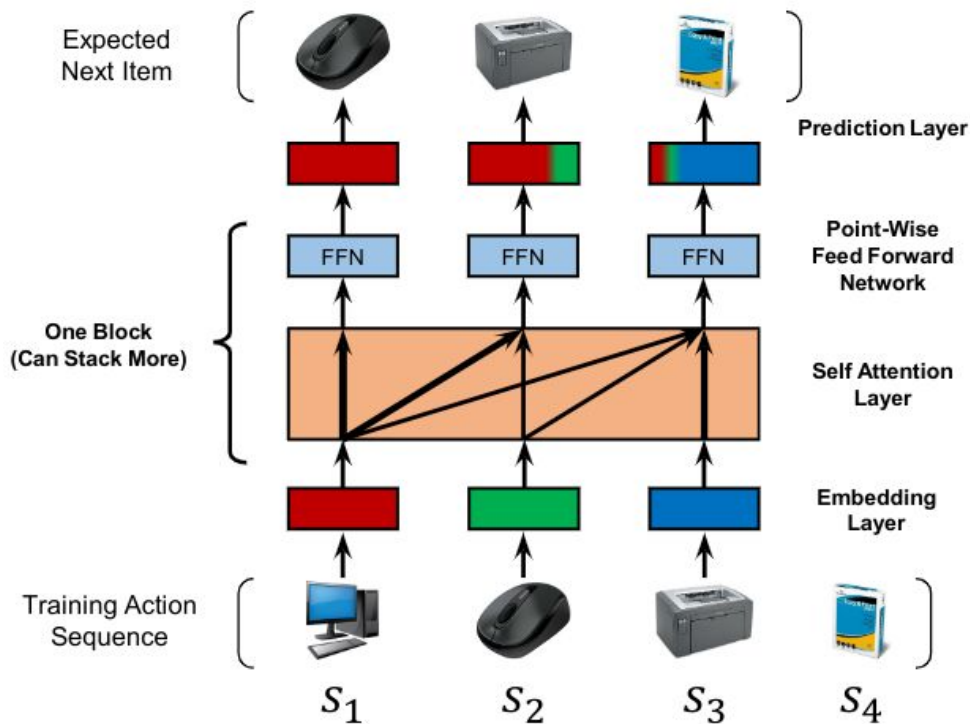 Expected
Next Item
Prediction Layer
FFN
FFN
FFN
Point-Wise
Feed Forward
Network
One Block
(Can Stack More)
Self Attention
Layer
Embedding
Layer
Training Action
Sequence
S₁
S₂
S₃
S₄